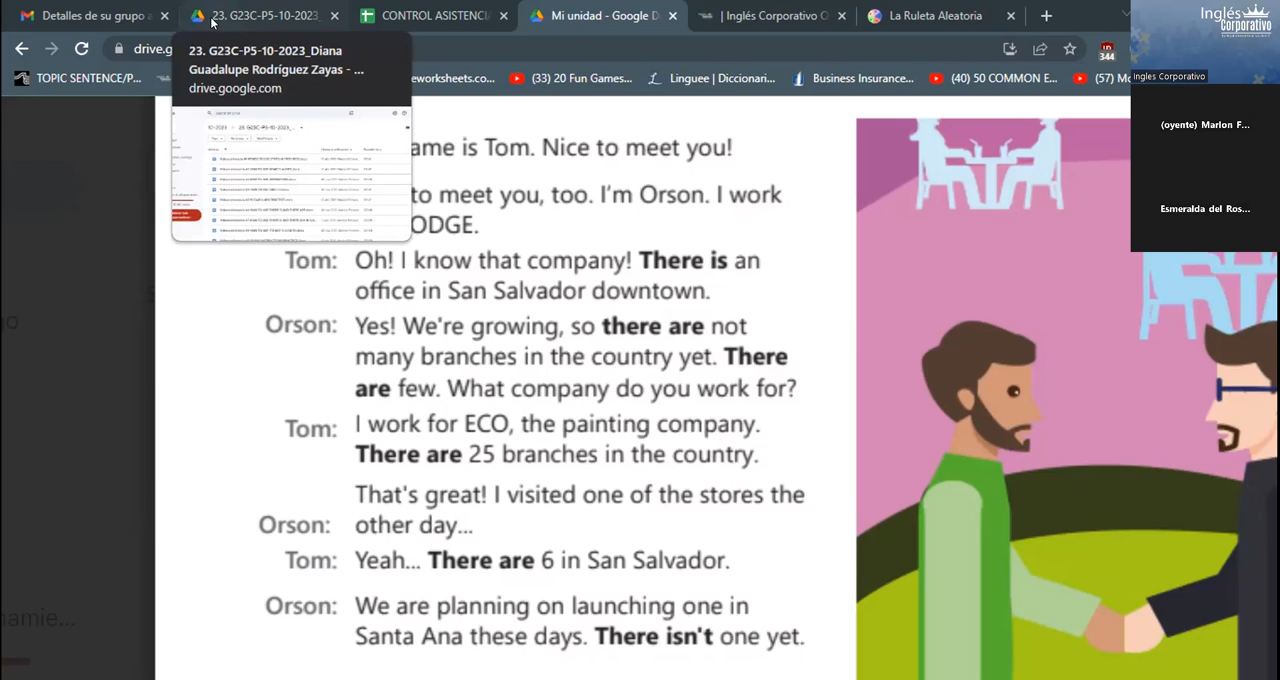 Detalles de su grupo a
23. G23C-P5-10-2023_
CONTROL ASISTENCI
Mi unidad - Google D
| Inglés Corporativo O
La Ruleta Aleatoria
drive.g
344
TOPIC SENTENCE/P...
eworksheets.co...
(33) 20 Fun Games...
Linguee | Diccionari...
Business Insurance...
(40) 50 COMMON E...
(57) Mo
23. G23C-P5-10-2023_Diana
Guadalupe Rodríguez Zayas - ...
drive.google.com
Inglés
Corporativo
Ingles Corporativo
(oyente) Marlon F...
Esmeralda del Ros...
ame is Tom. Nice to meet you!
to meet you, too. I'm Orson. I work
ODGE.
Tom: Oh! I know that company! There is an
office in San Salvador downtown.
Orson: Yes! We're growing, so there are not
many branches in the country yet. There
are few. What company do you work for?
Tom: I work for ECO, the painting company.
There are 25 branches in the country.
That's great! I visited one of the stores the
Orson: other day...
Tom: Yeah... There are 6 in San Salvador.
Orson: We are planning on launching one in
Santa Ana these days. There isn't one yet.
go
namie...